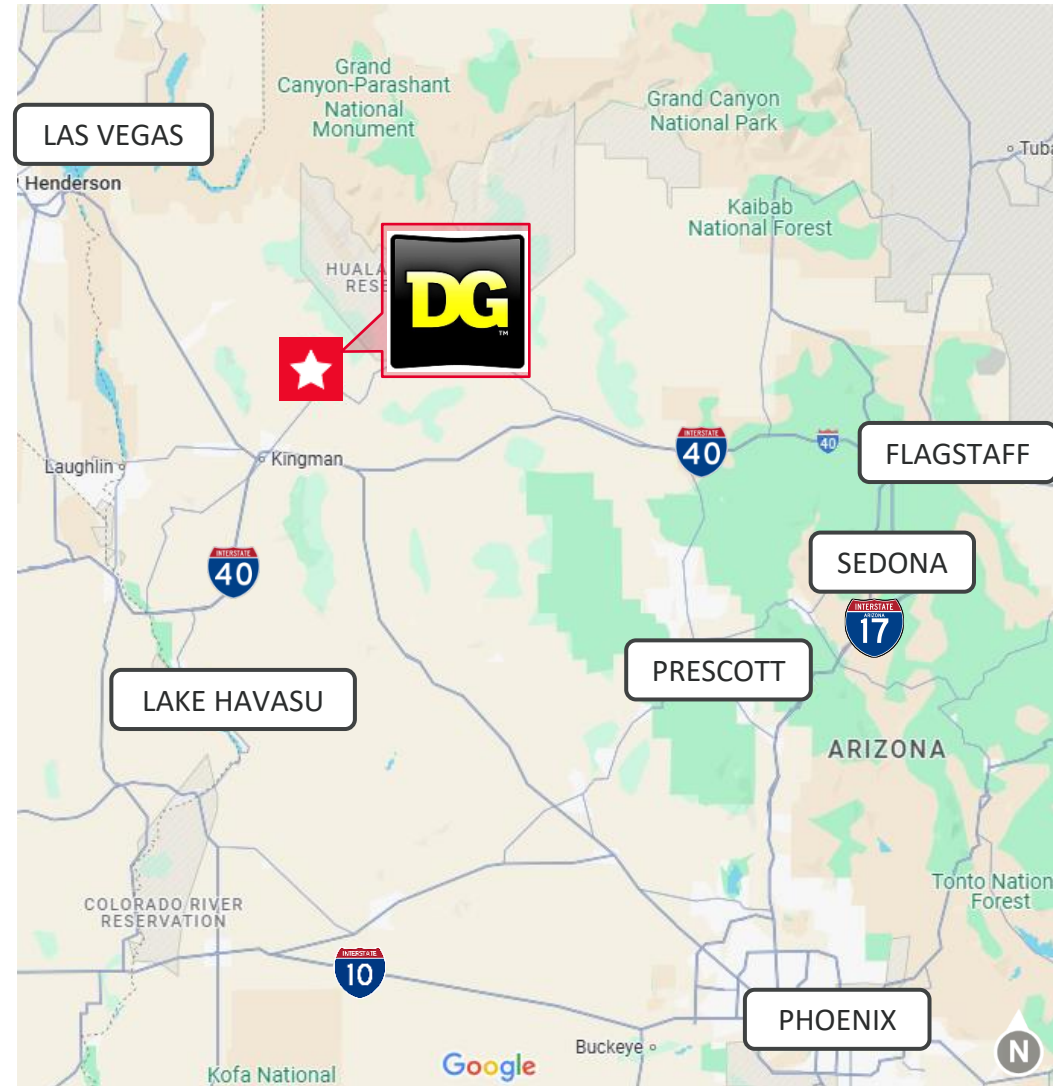 Grand
Canyon-Parashant
National
Monument
Grand Canyon
National Park
LAS VEGAS
Tuba
Henderson
Kaibab
National Forest
HUALA
RESE
DG
TM
INTERSTATE
40
40
FLAGSTAFF
Laughlin
Kingman
INTERSTATE
40
SEDONA
INTERSTATE
ARIZONA
17
PRESCOTT
LAKE HAVASU
ARIZONA
COLORADO RIVER
RESERVATION
Tonto Nation
Forest
INTERSTATE
10
PHOENIX
Buckeye
N
Kofa National
Google